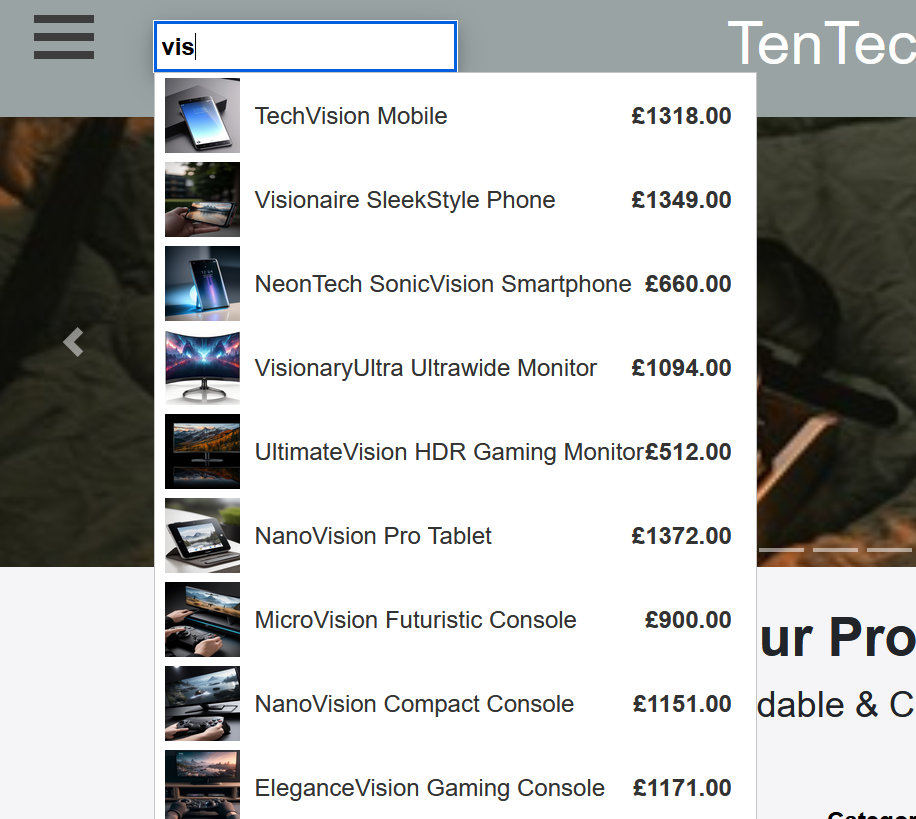 vis
TenTec
TechVision Mobile £1318.00
Visionaire SleekStyle Phone £1349.00
NeonTech SonicVision Smartphone £660.00
VisionaryUltra Ultrawide Monitor £1094.00
UltimateVision HDR Gaming Monitor£512.00
NanoVision Pro Tablet £1372.00
MicroVision Futuristic Console £900.00
ur Pro
NanoVision Compact Console £1151.00
dable & C
EleganceVision Gaming Console £1171.00
Categor